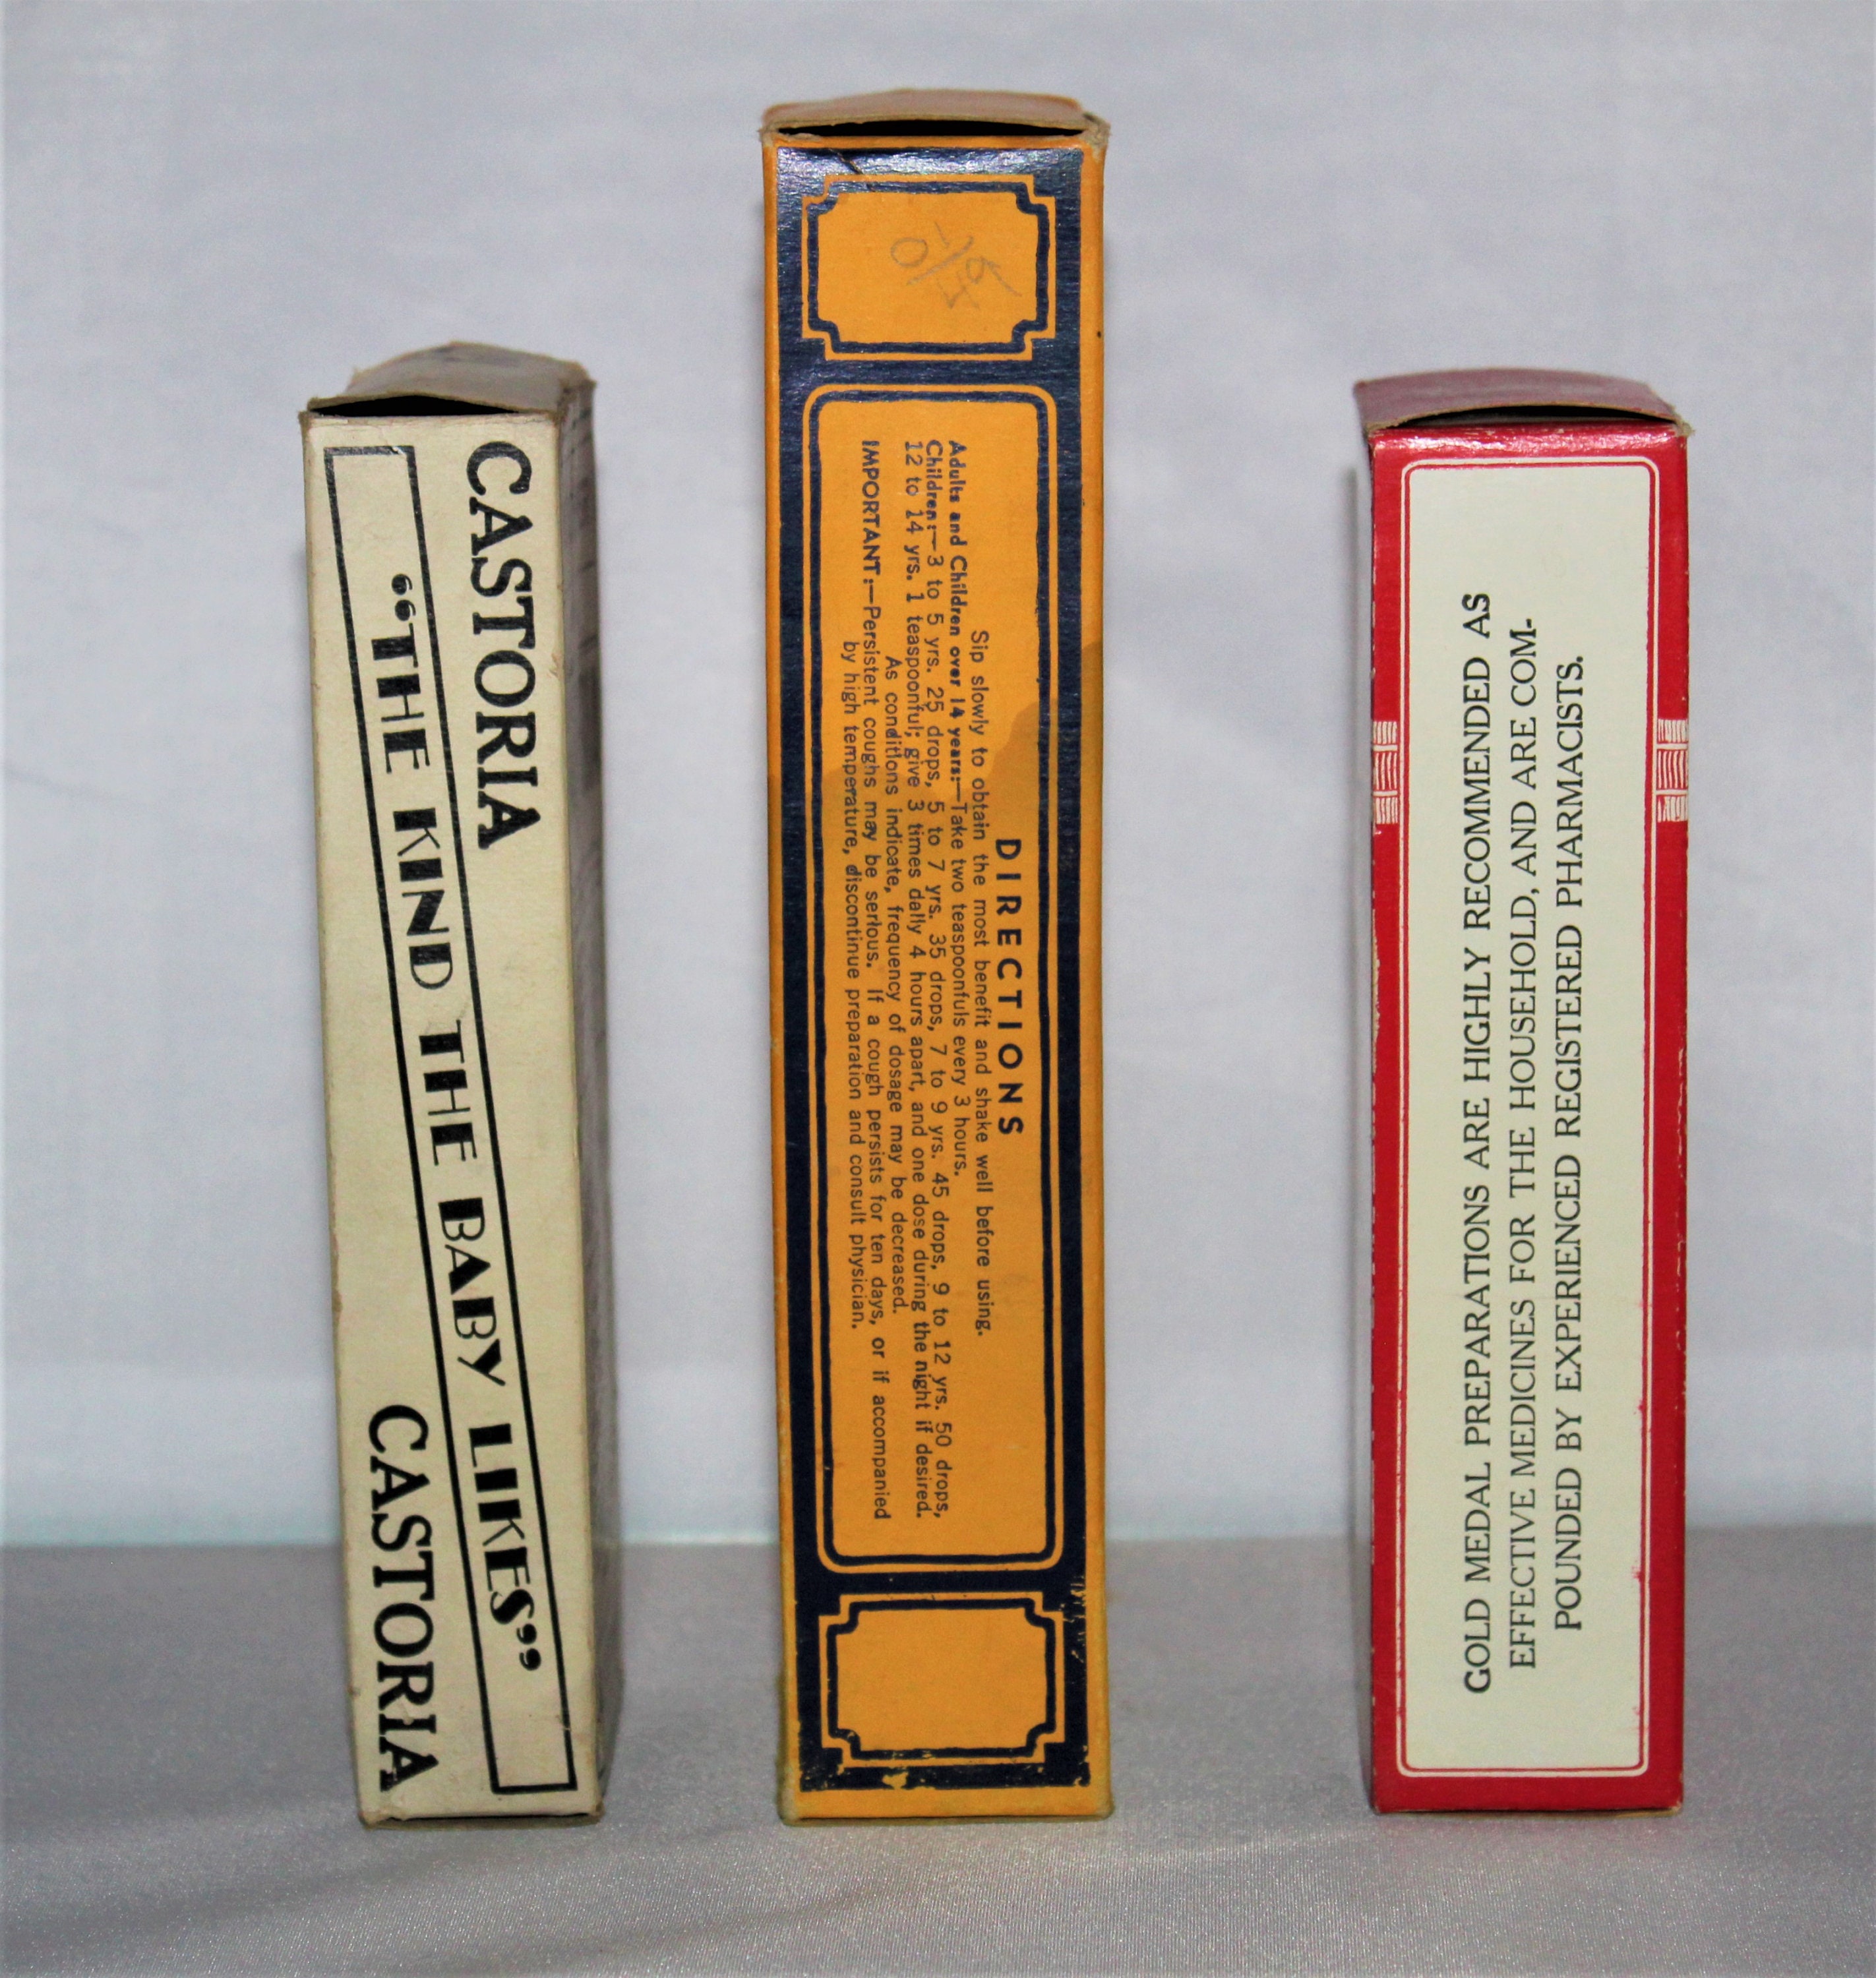 CASTORIA
“THE KIND THE BABY LIKES”
CASTORIA
DIRECTIONS
Sip slowly to obtain the most benefit and shake well before using.
Adults and Children over 14 years:—Take two teaspoonfuls every 3 hours.
Children:—3 to 5 yrs. 25 drops, 5 to 7 yrs. 35 drops, 7 to 9 yrs. 45 drops, 9 to 12 yrs. 50 drops,
12 to 14 yrs. 1 teaspoonful; give 3 times daily 4 hours apart, and one dose during the night if desired.
As conditions indicate, frequency of dosage may be decreased.
IMPORTANT:—Persistent coughs may be serious. If a cough persists for ten days, or if accompanied
by high temperature, discontinue preparation and consult physician.
GOLD MEDAL PREPARATIONS ARE HIGHLY RECOMMENDED AS
EFFECTIVE MEDICINES FOR THE HOUSEHOLD, AND ARE COM-
POUNDED BY EXPERIENCED REGISTERED PHARMACISTS.